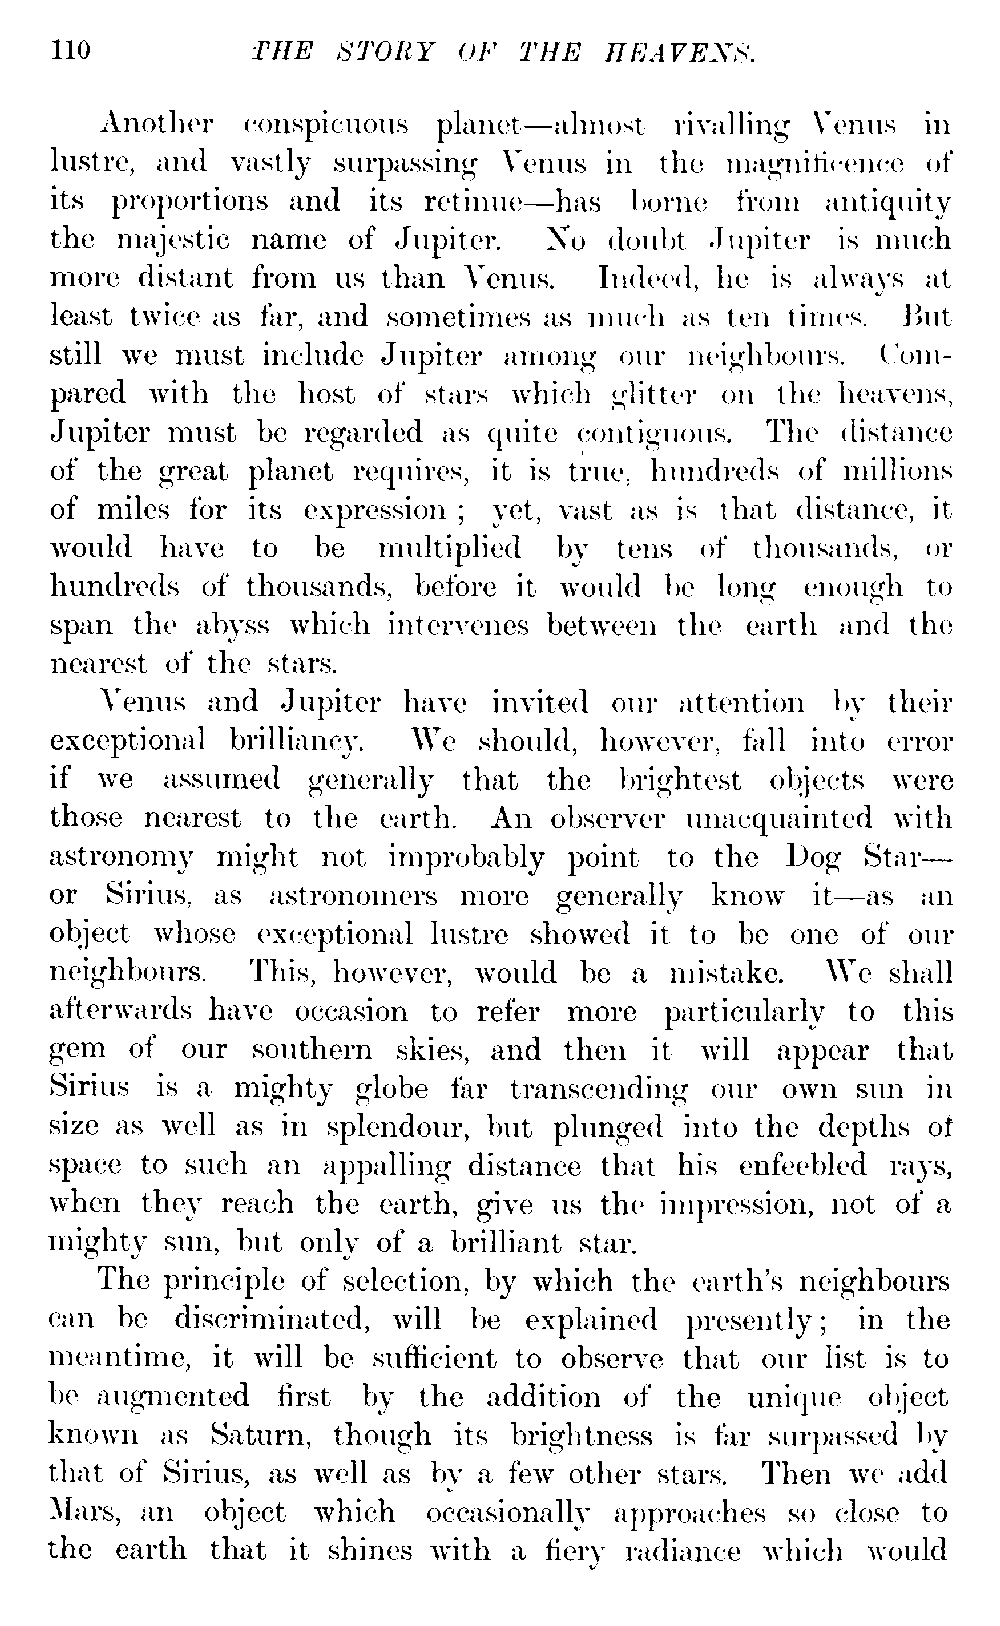 110 THE STORY OF THE HEAVENS.
Another conspicuous planet—almost rivalling Venus in
lustre, and vastly surpassing Venus in the magnificence of
its proportions and its retinue—has borne from antiquity
the majestic name of Jupiter. No doubt Jupiter is much
more distant from us than Venus. Indeed, he is always at
least twice as far, and sometimes as much as ten times. But
still we must include Jupiter among our neighbours. Com-
pared with the host of stars which glitter on the heavens,
Jupiter must be regarded as quite contiguous. The distance
of the great planet requires, it is true, hundreds of millions
of miles for its expression ; yet, vast as is that distance, it
would have to be multiplied by tens of thousands, or
hundreds of thousands, before it would be long enough to
span the abyss which intervenes between the earth and the
nearest of the stars.
Venus and Jupiter have invited our attention by their
exceptional brilliancy. We should, however, fall into error
if we assumed generally that the brightest objects were
those nearest to the earth. An observer unacquainted with
astronomy might not improbably point to the Dog Star—
or Sirius, as astronomers more generally know it—as an
object whose exceptional lustre showed it to be one of our
neighbours. This, however, would be a mistake. We shall
afterwards have occasion to refer more particularly to this
gem of our southern skies, and then it will appear that
Sirius is a mighty globe far transcending our own sun in
size as well as in splendour, but plunged into the depths of
space to such an appalling distance that his enfeebled rays,
when they reach the earth, give us the impression, not of a
mighty sun, but only of a brilliant star.
The principle of selection, by which the earth's neighbours
can be discriminated, will be explained presently; in the
meantime, it will be sufficient to observe that our list is to
be augmented first by the addition of the unique object
known as Saturn, though its brightness is far surpassed by
that of Sirius, as well as by a few other stars. Then we add
Mars, an object which occasionally approaches so close to
the earth that it shines with a fiery radiance which would